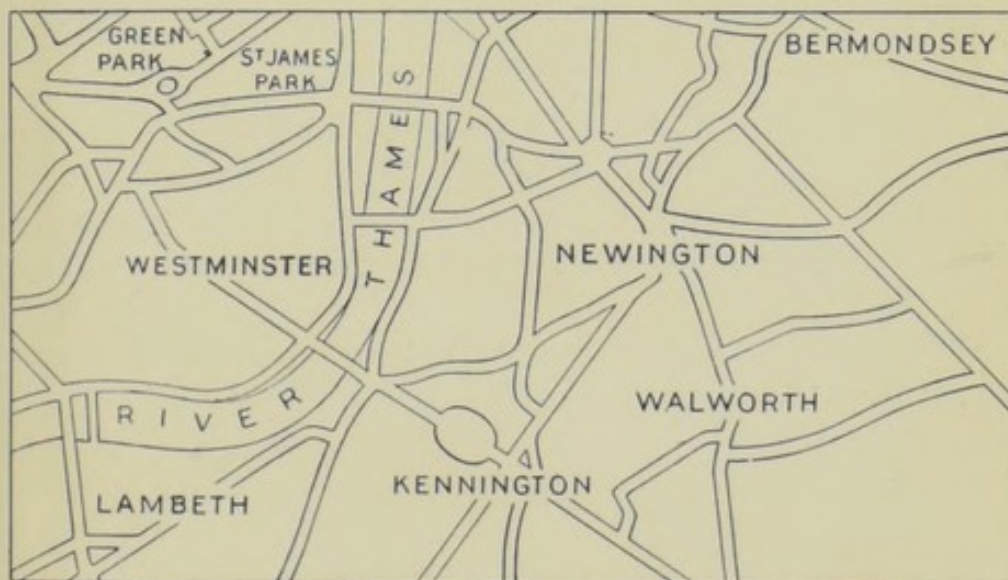 GREEN
PARK
ST JAMES
PARK
BERMONDSEY
THAMES
WESTMINSTER
NEWINGTON
RIVER
WALWORTH
KENNINGTON
LAMBETH